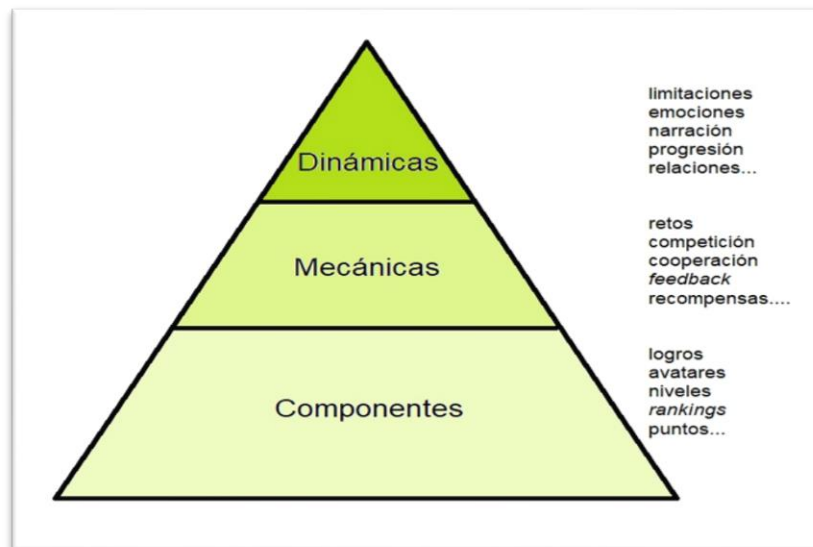 Dinámicas
limitaciones
emociones
narración
progresión
relaciones...
Mecánicas
retos
competición
cooperación
feedback
recompensas....
Componentes
logros
avatares
niveles
rankings
puntos...